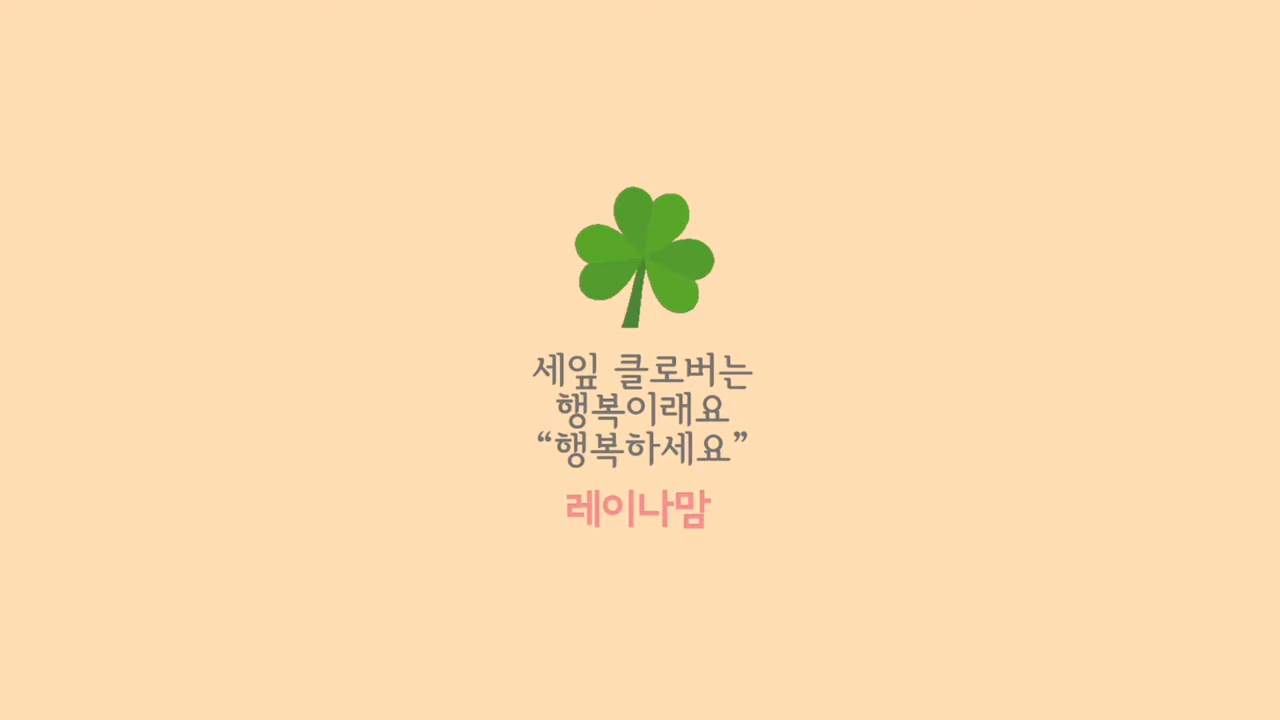 세잎 클로버는
행복이래요
“행복하세요”
레이나맘